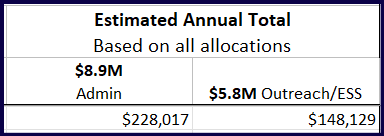 Estimated Annual Total
Based on all allocations
$8.9M
Admin
$5.8M Outreach/ESS
$228,017
$148,129